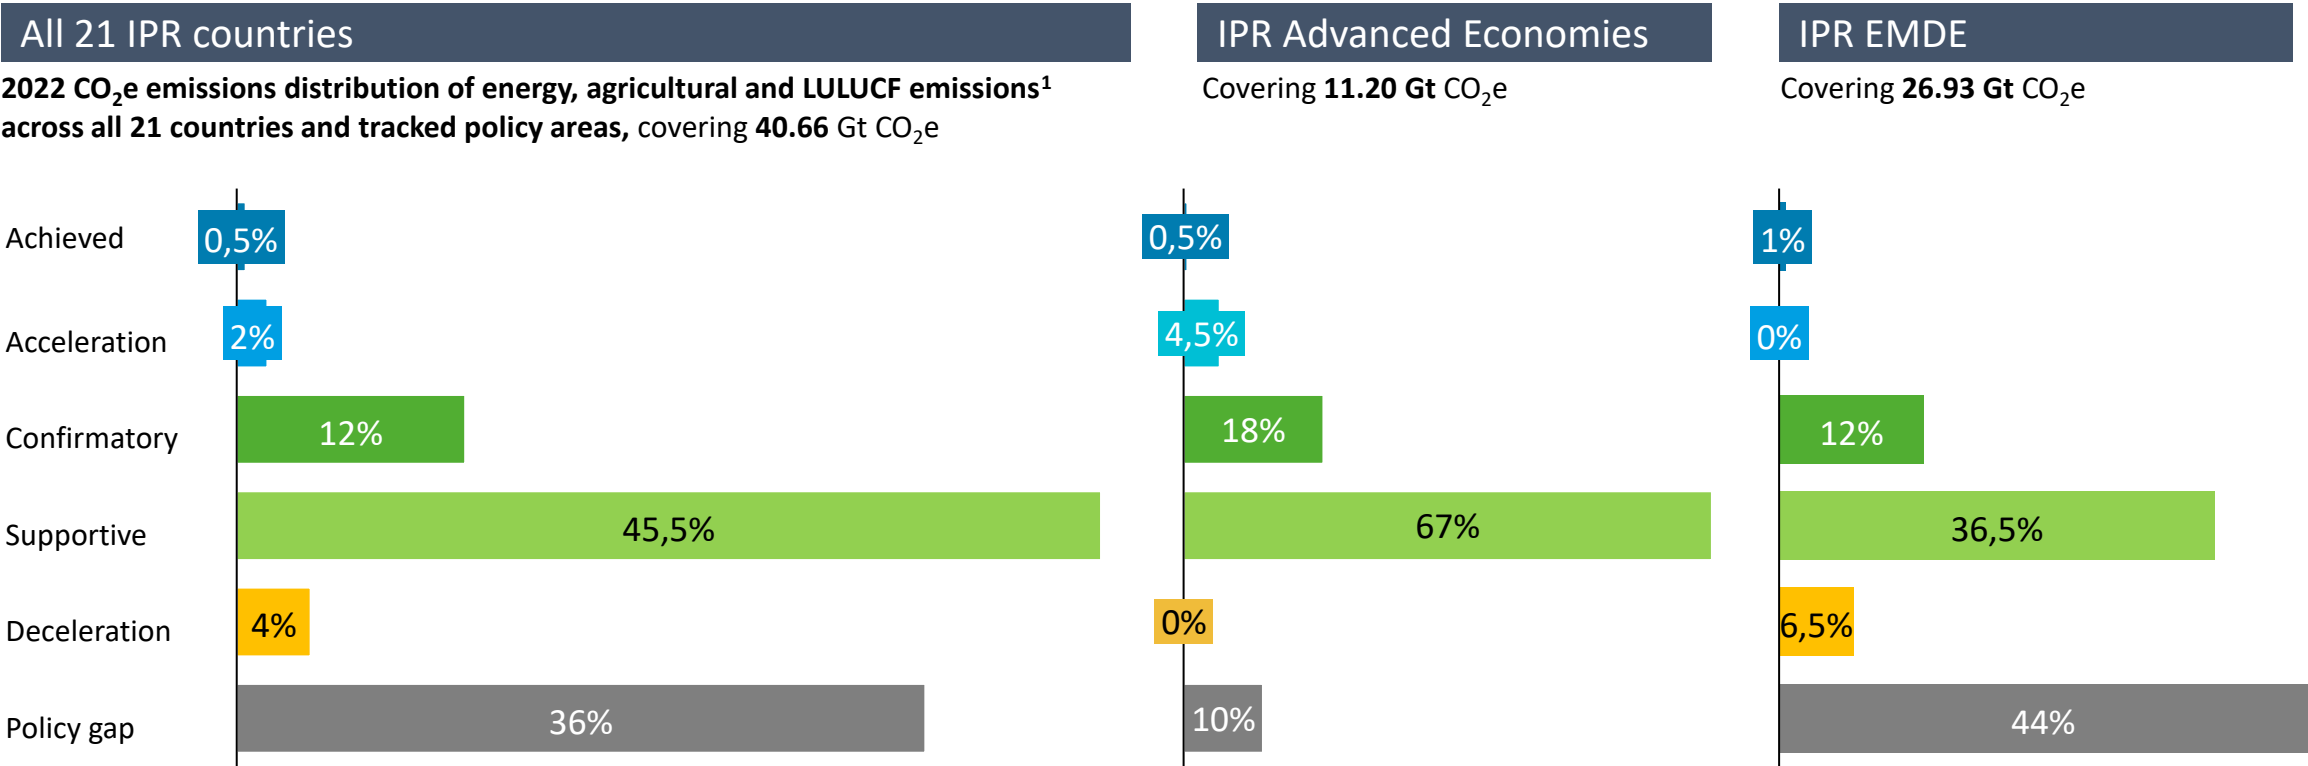 All 21 IPR countries
2022 CO₂e emissions distribution of energy, agricultural and LULUCF emissions¹
across all 21 countries and tracked policy areas, covering 40.66 Gt CO₂e
IPR Advanced Economies
Covering 11.20 Gt CO₂e
IPR EMDE
Covering 26.93 Gt CO₂e
Achieved 0,5% 0,5% 1%
Acceleration 2% 4,5% 0%
Confirmatory 12% 18% 12%
Supportive 45,5% 67% 36,5%
Deceleration 4% 0% 6,5%
Policy gap 36% 10% 44%